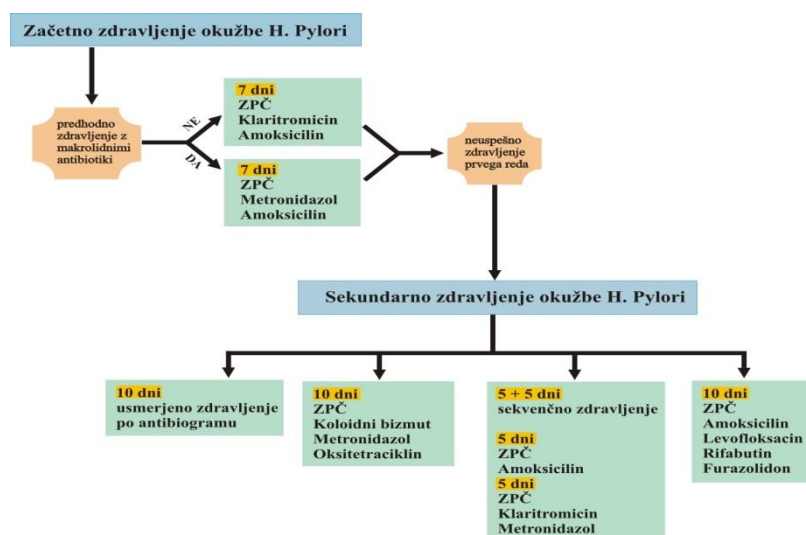 Začetno zdravljenje okužbe H. Pylori
predhodno
zdravljenje z
makrolidnimi
antibiotiki
NE
DA
7 dni
ZPČ
Klaritromicin
Amoksicilin
7 dni
ZPČ
Metronidazol
Amoksicilin
neuspešno
zdravljenje
prvega reda
Sekundarno zdravljenje okužbe H. Pylori
10 dni
usmerjeno zdravljenje
po antibiogramu
10 dni
ZPČ
Koloidni bizmut
Metronidazol
Oksitetraciklin
5 + 5 dni
sekvenčno zdravljenje
5 dni
ZPČ
Amoksicilin
5 dni
ZPČ
Klaritromicin
Metronidazol
10 dni
ZPČ
Amoksicilin
Levofloksacin
Rifabutin
Furazolidon